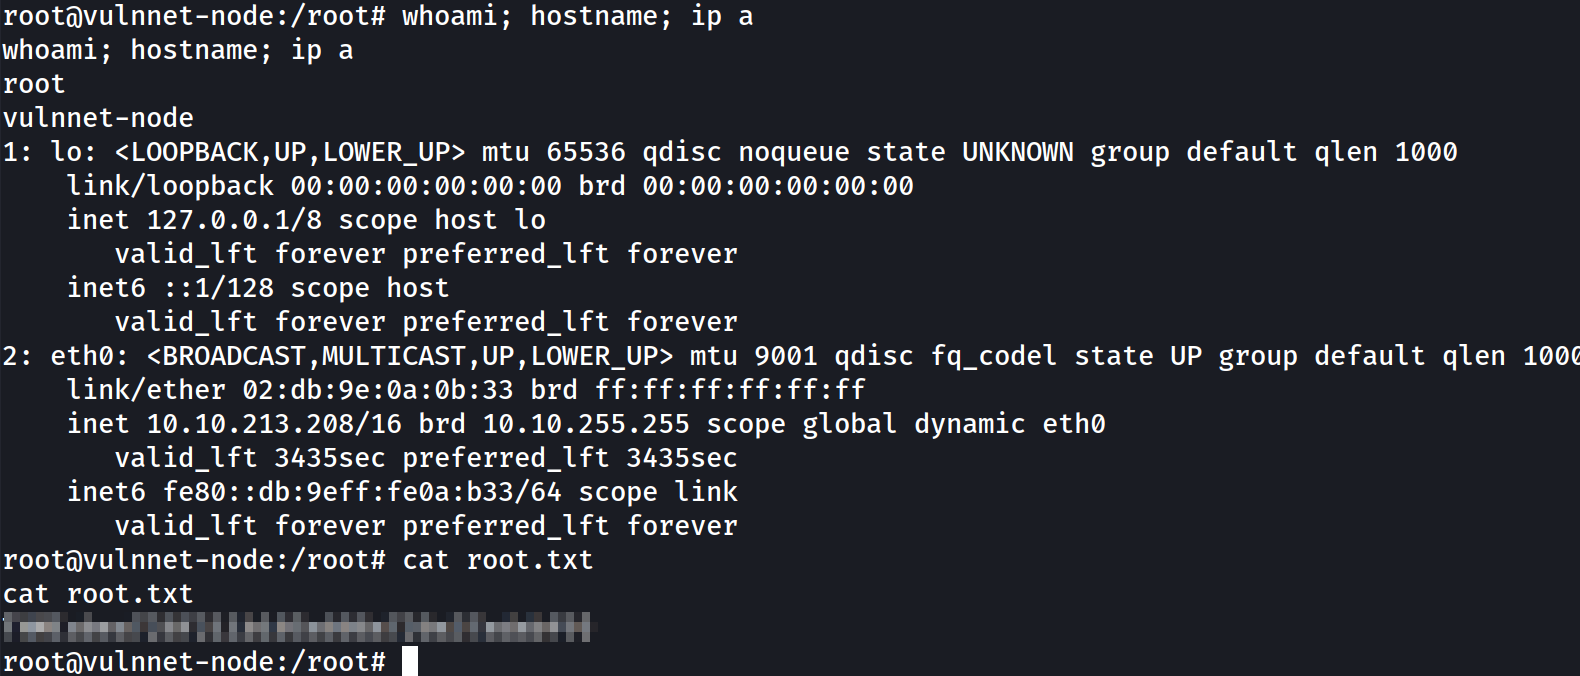 root@vulnnet-node:/root# whoami; hostname; ip a
whoami; hostname; ip a
root
vulnnet-node
1: lo: <LOOPBACK,UP,LOWER_UP> mtu 65536 qdisc noqueue state UNKNOWN group default qlen 1000
    link/loopback 00:00:00:00:00:00 brd 00:00:00:00:00:00
    inet 127.0.0.1/8 scope host lo
       valid_lft forever preferred_lft forever
    inet6 ::1/128 scope host
       valid_lft forever preferred_lft forever
2: eth0: <BROADCAST,MULTICAST,UP,LOWER_UP> mtu 9001 qdisc fq_codel state UP group default qlen 1000
    link/ether 02:db:9e:0a:0b:33 brd ff:ff:ff:ff:ff:ff
    inet 10.10.213.208/16 brd 10.10.255.255 scope global dynamic eth0
       valid_lft 3435sec preferred_lft 3435sec
    inet6 fe80::db:9eff:fe0a:b33/64 scope link
       valid_lft forever preferred_lft forever
root@vulnnet-node:/root# cat root.txt
cat root.txt
root@vulnnet-node:/root#